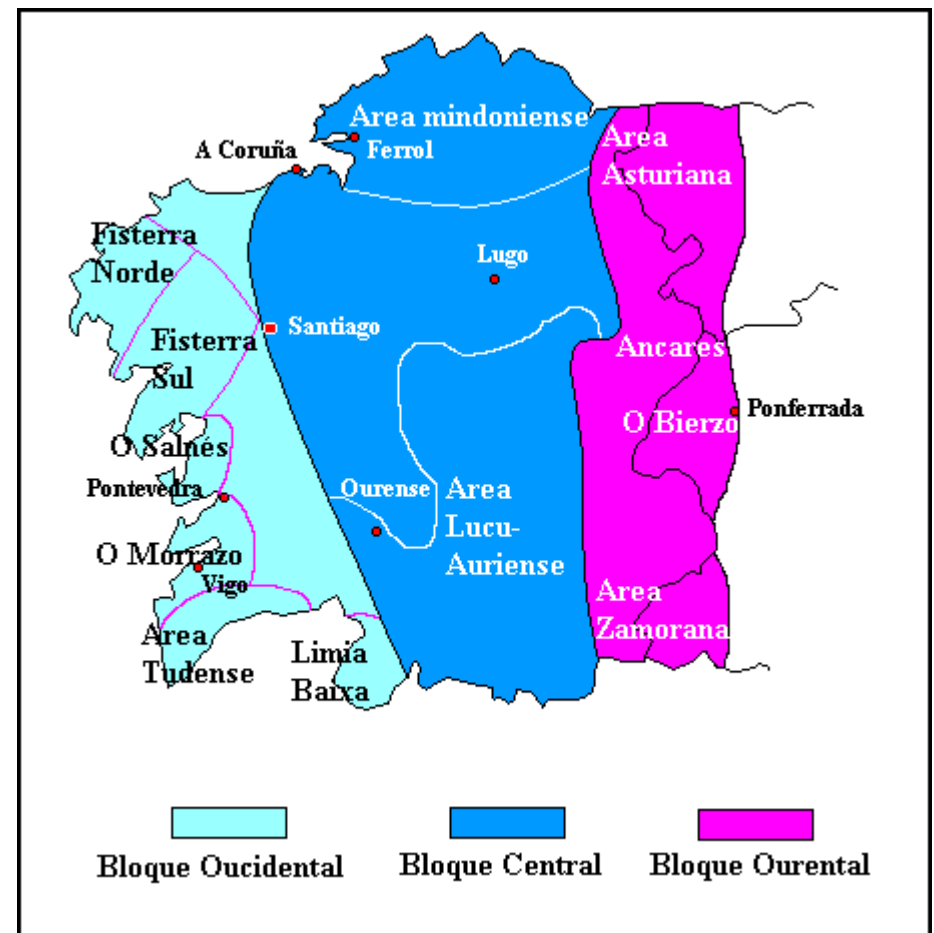 Area mindoniense
Ferrol
A Coruña
Area
Asturiana
Fisterra
Norde
Lugo
Santiago
Fisterra
Sul
Ancares
O Bierzo
Ponferrada
O Salnés
Pontevedra
Ourense
Area
Lucu-
Auriense
O Morrazo
Vigo
Area
Zamorana
Area
Tudense
Limia
Baixa
Bloque Oucidental
Bloque Central
Bloque Ourental